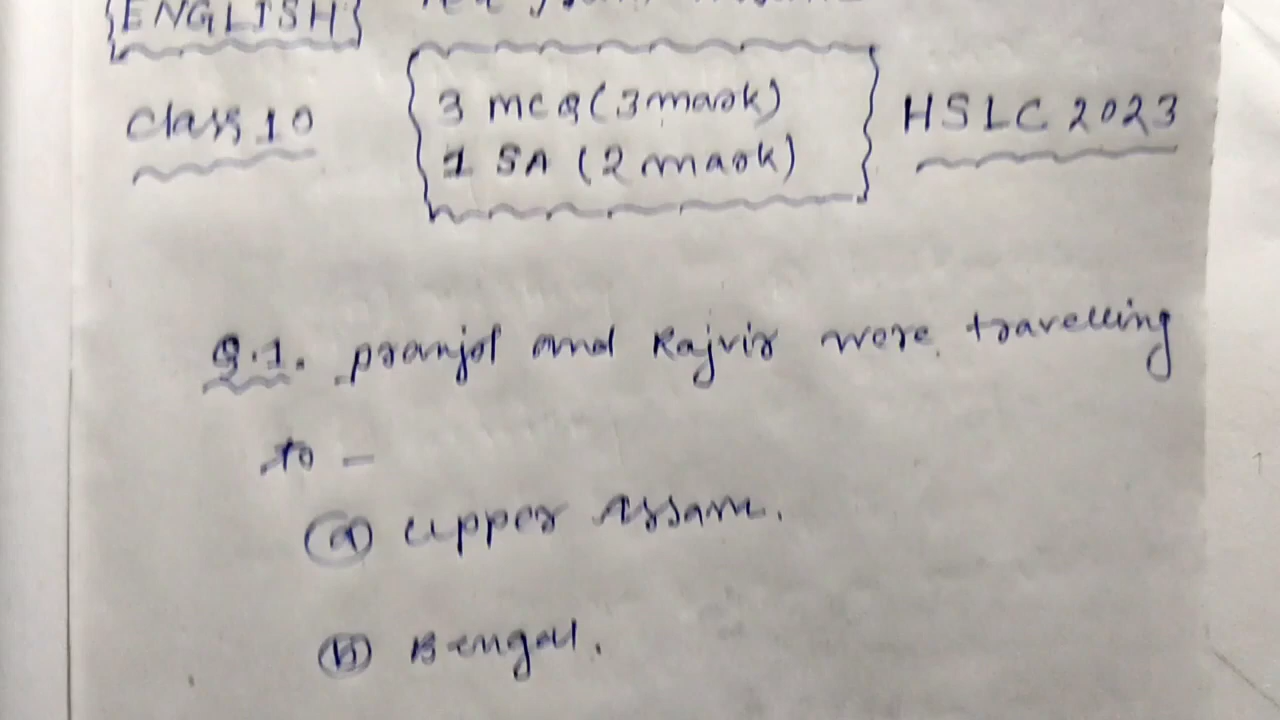 ENGLISH
Class 10
3 MCQ (3 mark)
1 SA (2 mark)
HSLC 2023
Q.1. pranjol and Rajvir were travelling
to -
(a) upper Assam.
(b) Bengal.